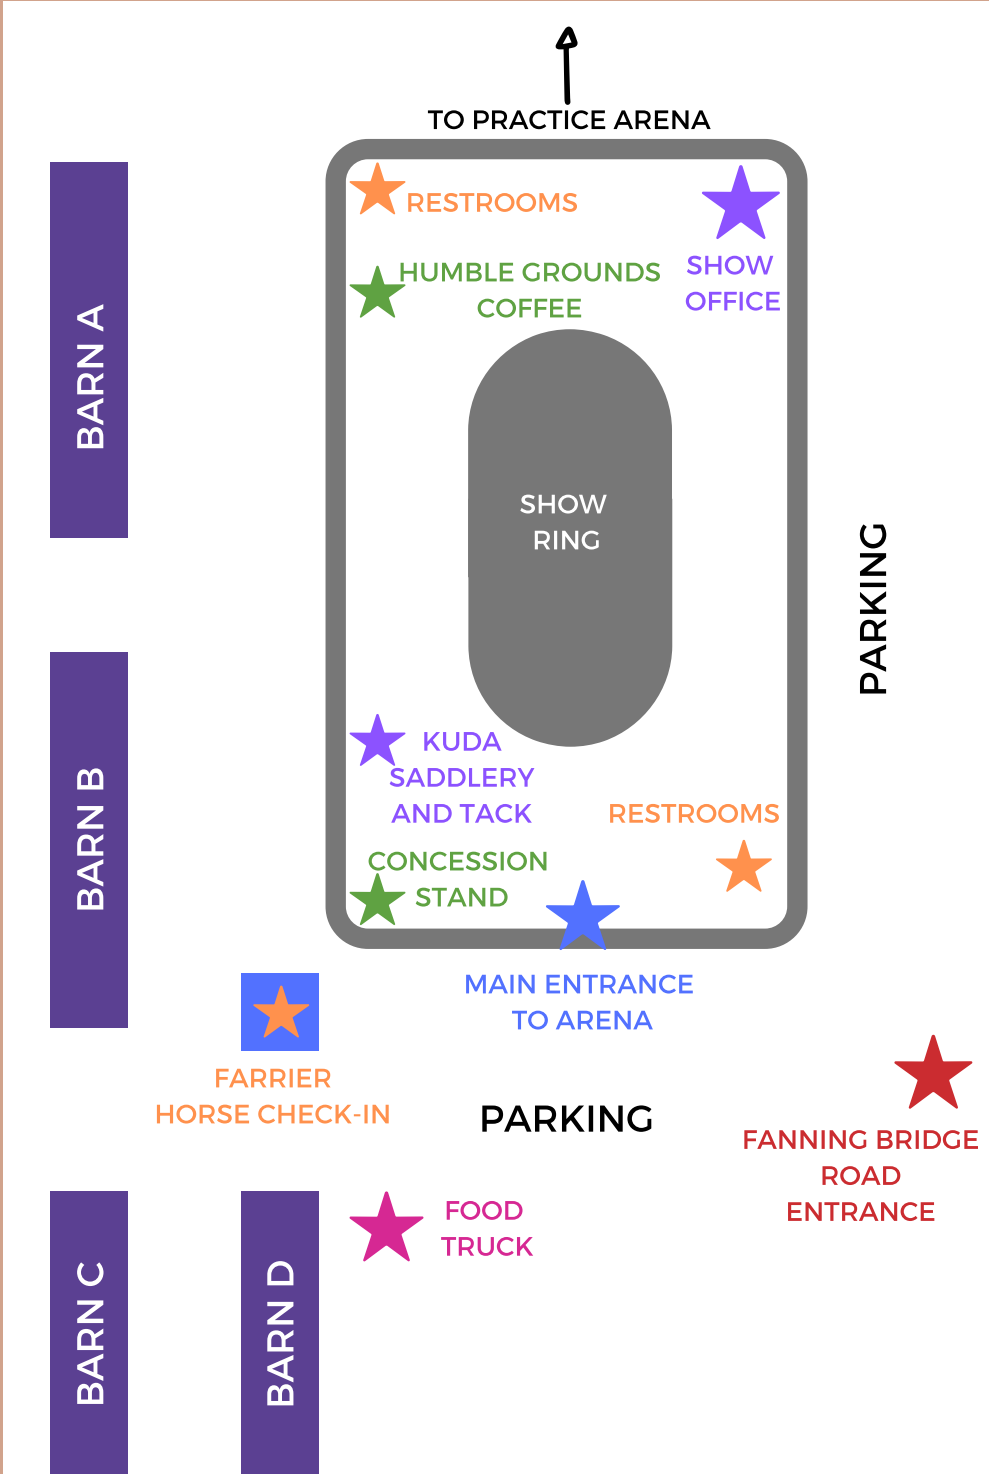 TO PRACTICE ARENA
RESTROOMS
HUMBLE GROUNDS
COFFEE
SHOW
OFFICE
BARN A
SHOW
RING
PARKING
KUDA
SADDLERY
AND TACK
RESTROOMS
BARN B
CONCESSION
STAND
MAIN ENTRANCE
TO ARENA
FARRIER
HORSE CHECK-IN
PARKING
FANNING BRIDGE
ROAD
ENTRANCE
FOOD
TRUCK
BARN C
BARN D